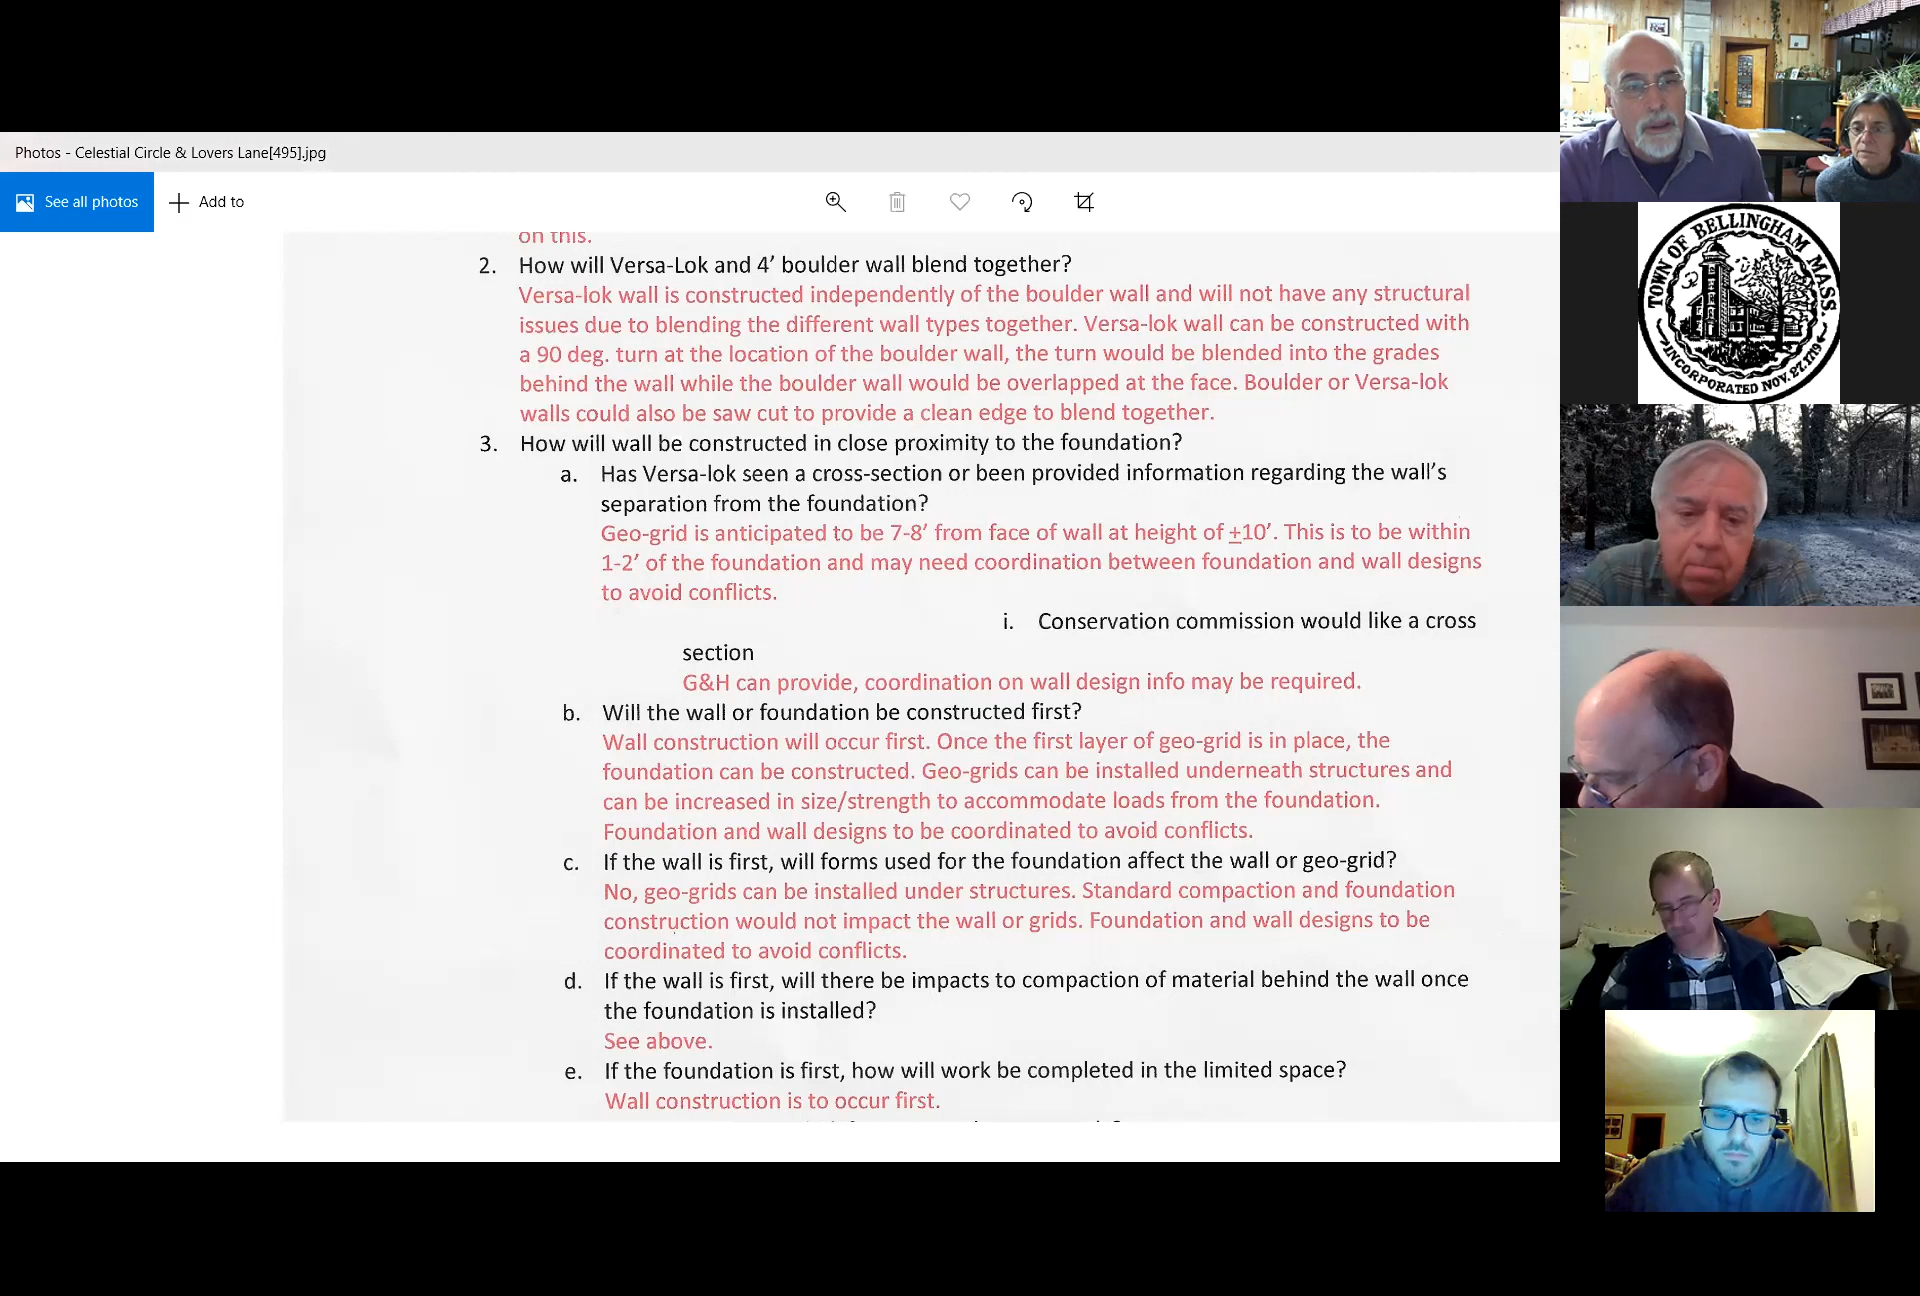 Photos - Celestial Circle & Lovers Lane[495].jpg
See all photos
Add to
on this.
2. How will Versa-Lok and 4' boulder wall blend together?
Versa-lok wall is constructed independently of the boulder wall and will not have any structural
issues due to blending the different wall types together. Versa-lok wall can be constructed with
a 90 deg. turn at the location of the boulder wall, the turn would be blended into the grades
behind the wall while the boulder wall would be overlapped at the face. Boulder or Versa-lok
walls could also be saw cut to provide a clean edge to blend together.
3. How will wall be constructed in close proximity to the foundation?
a. Has Versa-lok seen a cross-section or been provided information regarding the wall's
separation from the foundation?
Geo-grid is anticipated to be 7-8' from face of wall at height of ±10'. This is to be within
1-2' of the foundation and may need coordination between foundation and wall designs
to avoid conflicts.
i. Conservation commission would like a cross
section
G&H can provide, coordination on wall design info may be required.
b. Will the wall or foundation be constructed first?
Wall construction will occur first. Once the first layer of geo-grid is in place, the
foundation can be constructed. Geo-grids can be installed underneath structures and
can be increased in size/strength to accommodate loads from the foundation.
Foundation and wall designs to be coordinated to avoid conflicts.
c. If the wall is first, will forms used for the foundation affect the wall or geo-grid?
No, geo-grids can be installed under structures. Standard compaction and foundation
construction would not impact the wall or grids. Foundation and wall designs to be
coordinated to avoid conflicts.
d. If the wall is first, will there be impacts to compaction of material behind the wall once
the foundation is installed?
See above.
e. If the foundation is first, how will work be completed in the limited space?
Wall construction is to occur first.
TOWN OF BELLINGHAM MASS.
INCORPORATED NOV. 27, 1719